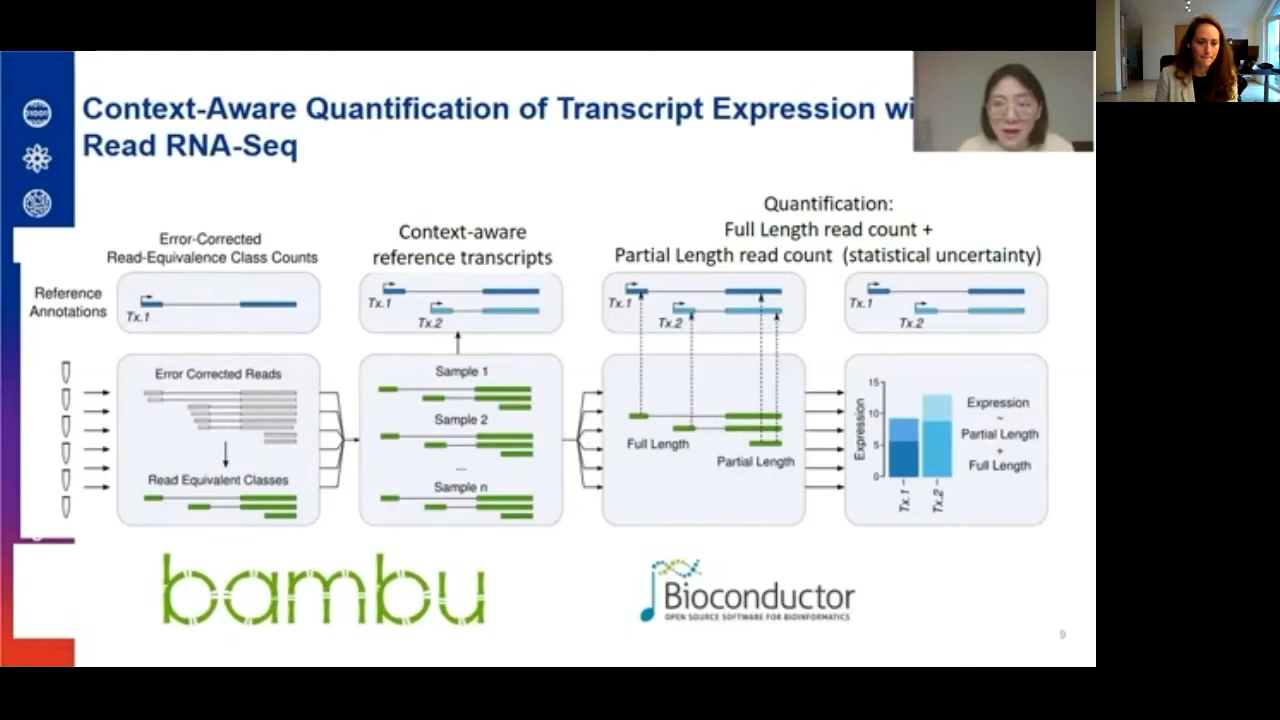 Context-Aware Quantification of Transcript Expression wi
Read RNA-Seq
Error-Corrected
Read-Equivalence Class Counts
Context-aware
reference transcripts
Quantification:
Full Length read count +
Partial Length read count (statistical uncertainty)
Reference
Annotations
Tx.1
Tx.1
Tx.2
Tx.1
Tx.2
Tx.1
Tx.2
Error Corrected Reads
Read Equivalent Classes
Sample 1
Sample 2
...
Sample n
Full Length
Partial Length
Expression
15
10
5
0
Tx.1
Tx.2
Expression
~
Partial Length
+
Full Length
bambu
Bioconductor
OPEN SOURCE SOFTWARE FOR BIOINFORMATICS
9